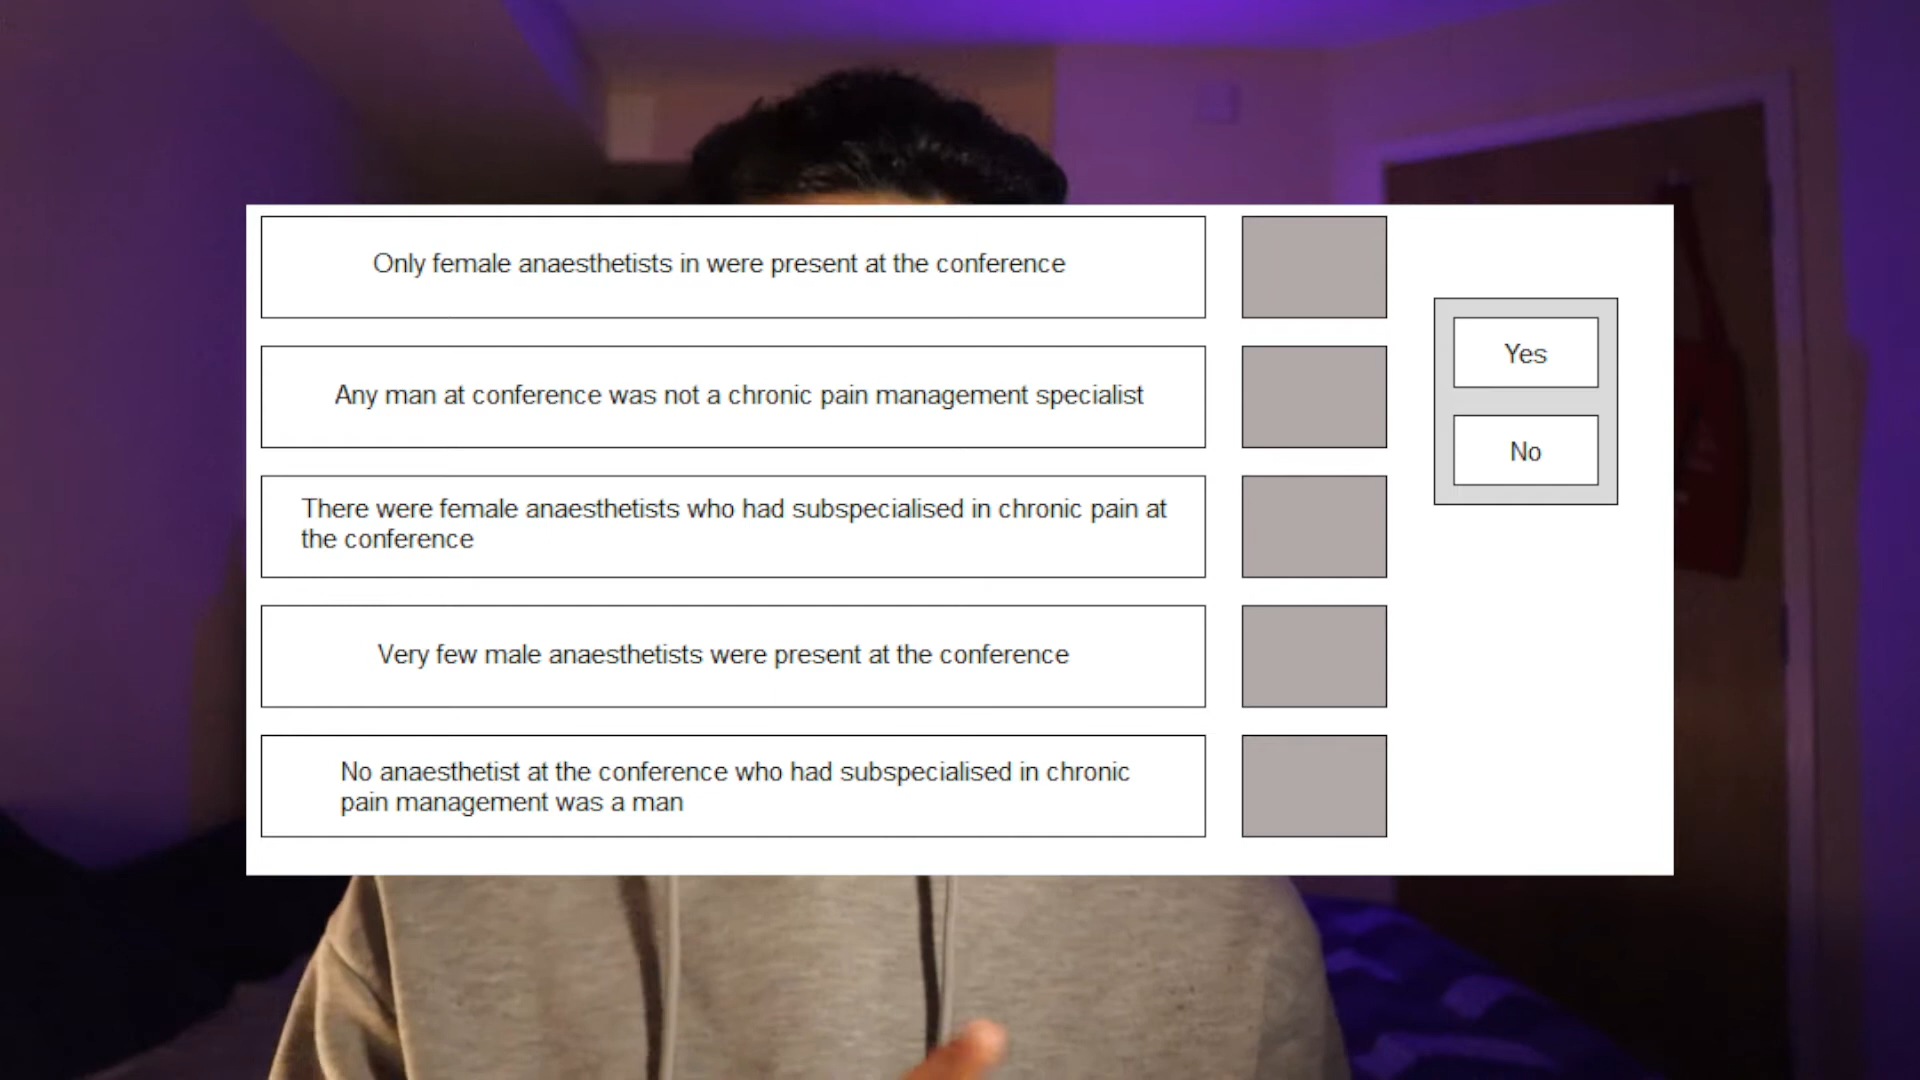 Only female anaesthetists in were present at the conference
Any man at conference was not a chronic pain management specialist
There were female anaesthetists who had subspecialised in chronic pain at
the conference
Very few male anaesthetists were present at the conference
No anaesthetist at the conference who had subspecialised in chronic
pain management was a man
Yes
No